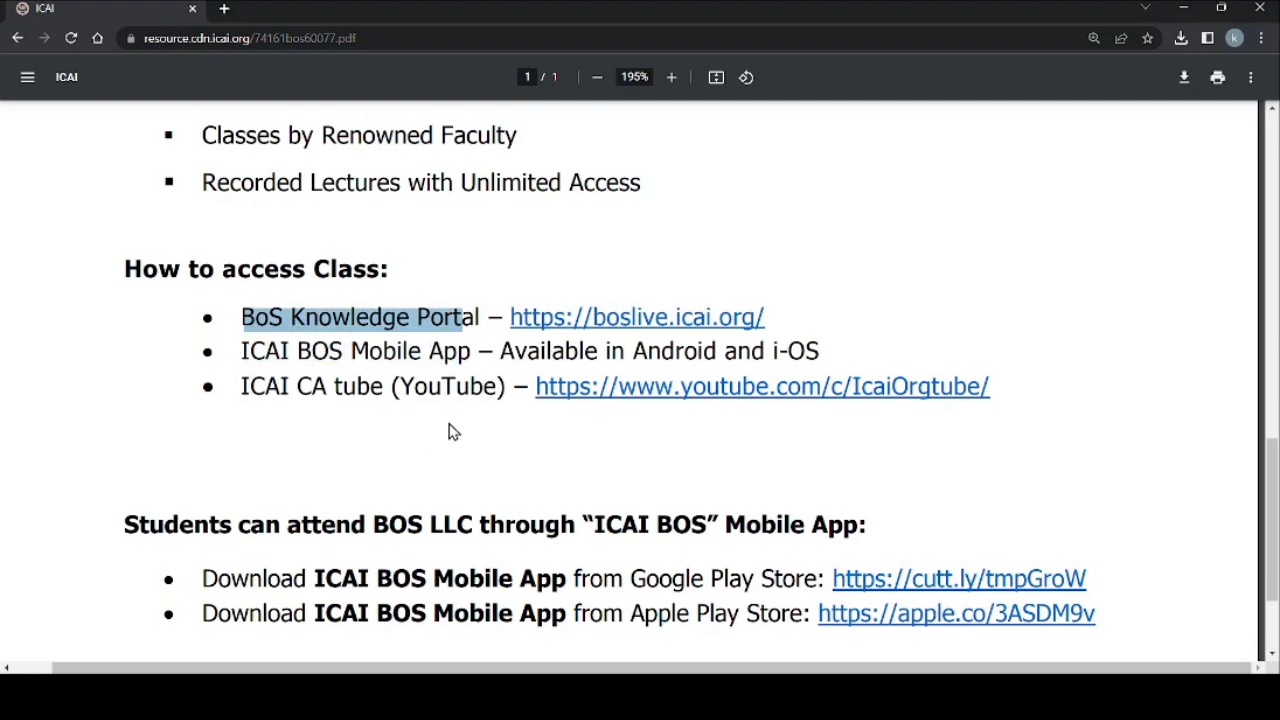 ICAI
resource.cdn.icai.org/74161bos60077.pdf
k
ICAI
1 / 1
195%
▪ Classes by Renowned Faculty
▪ Recorded Lectures with Unlimited Access
How to access Class:
• BoS Knowledge Portal – https://boslive.icai.org/
• ICAI BOS Mobile App – Available in Android and i-OS
• ICAI CA tube (YouTube) – https://www.youtube.com/c/IcaiOrgtube/
Students can attend BOS LLC through “ICAI BOS” Mobile App:
• Download ICAI BOS Mobile App from Google Play Store: https://cutt.ly/tmpGroW
• Download ICAI BOS Mobile App from Apple Play Store: https://apple.co/3ASDM9v